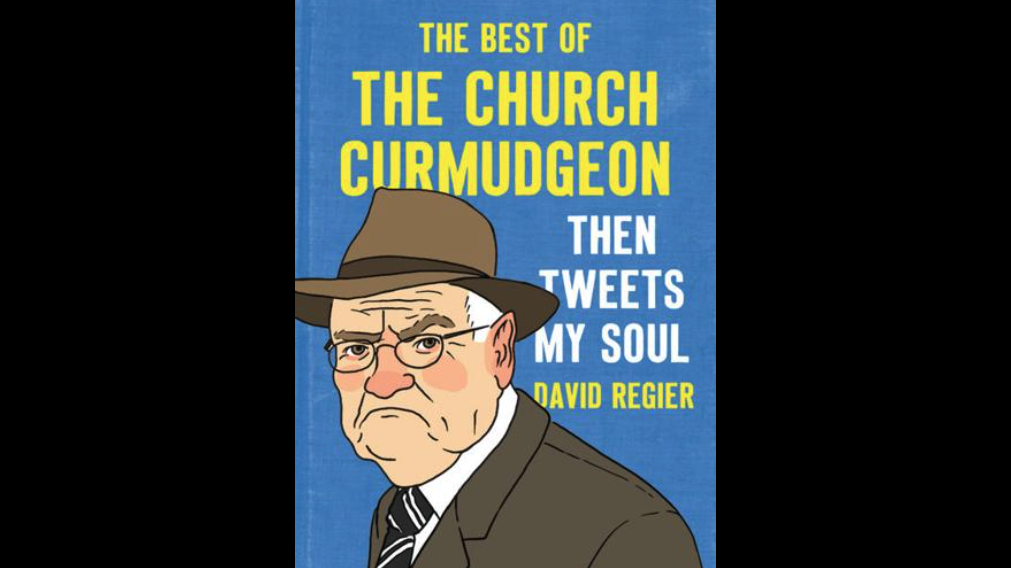 THE BEST OF
THE CHURCH
CURMUDGEON
THEN
TWEETS
MY SOUL
DAVID REGIER